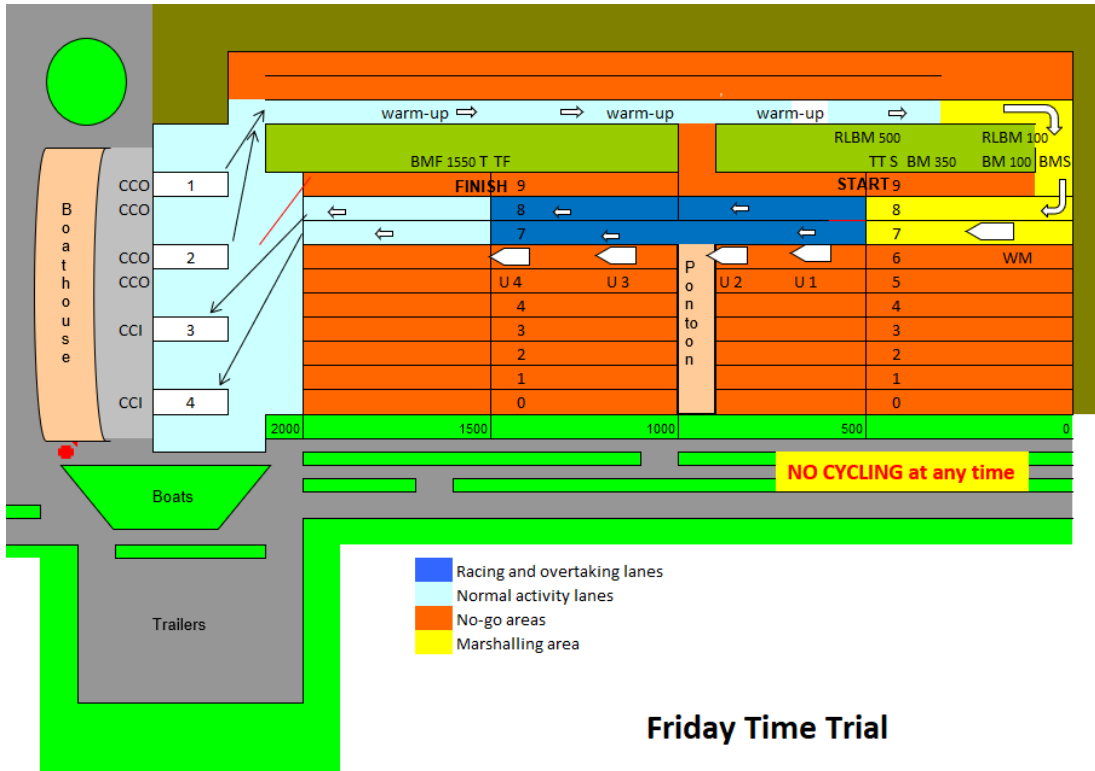 warm-up warm-up warm-up
RLBM 500 RLBM 100
BMF 1550 T TF TT S BM 350 BM 100 BMS
CCO 1 FINISH 9 START 9
CCO 8 8
7 7
CCO 2 6 WM
CCO U 4 U 3 U 2 U 1 5
4 4
CCI 3 3 3
2 2
1 1
CCI 4 0 0
Boathouse
Pontoon
2000 1500 1000 500 0
NO CYCLING at any time
Boats
Racing and overtaking lanes
Normal activity lanes
No-go areas
Marshalling area
Trailers
Friday Time Trial